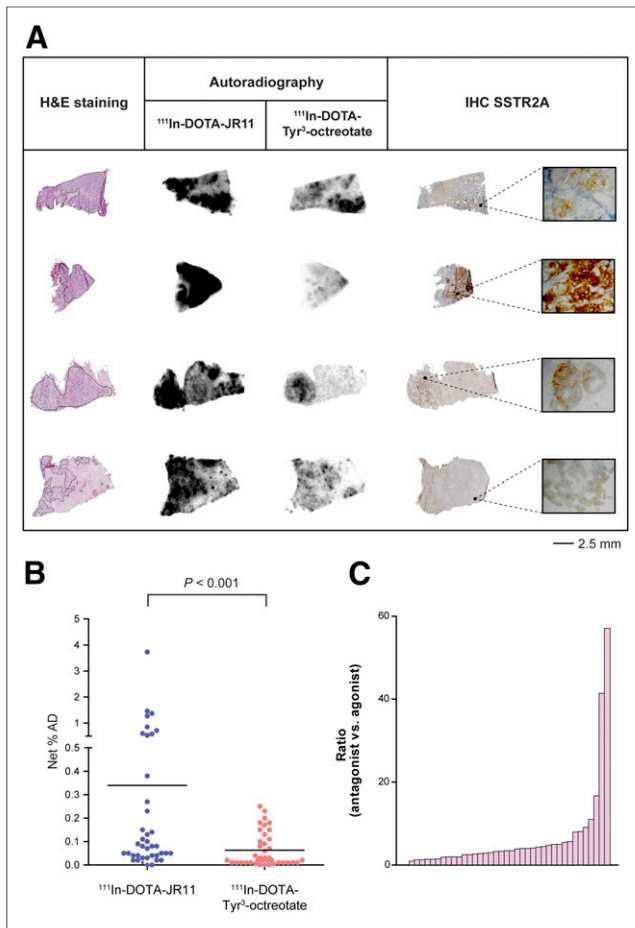 A
H&E staining
Autoradiography
¹¹¹In-DOTA-JR11
¹¹¹In-DOTA-
Tyr³-octreotate
IHC SSTR2A
2.5 mm
B
P < 0.001
Net % AD
5
4
3
2
1
0.5
0.4
0.3
0.2
0.1
0.0
¹¹¹In-DOTA-JR11
¹¹¹In-DOTA-
Tyr³-octreotate
C
Ratio
(antagonist vs. agonist)
60
40
20
0